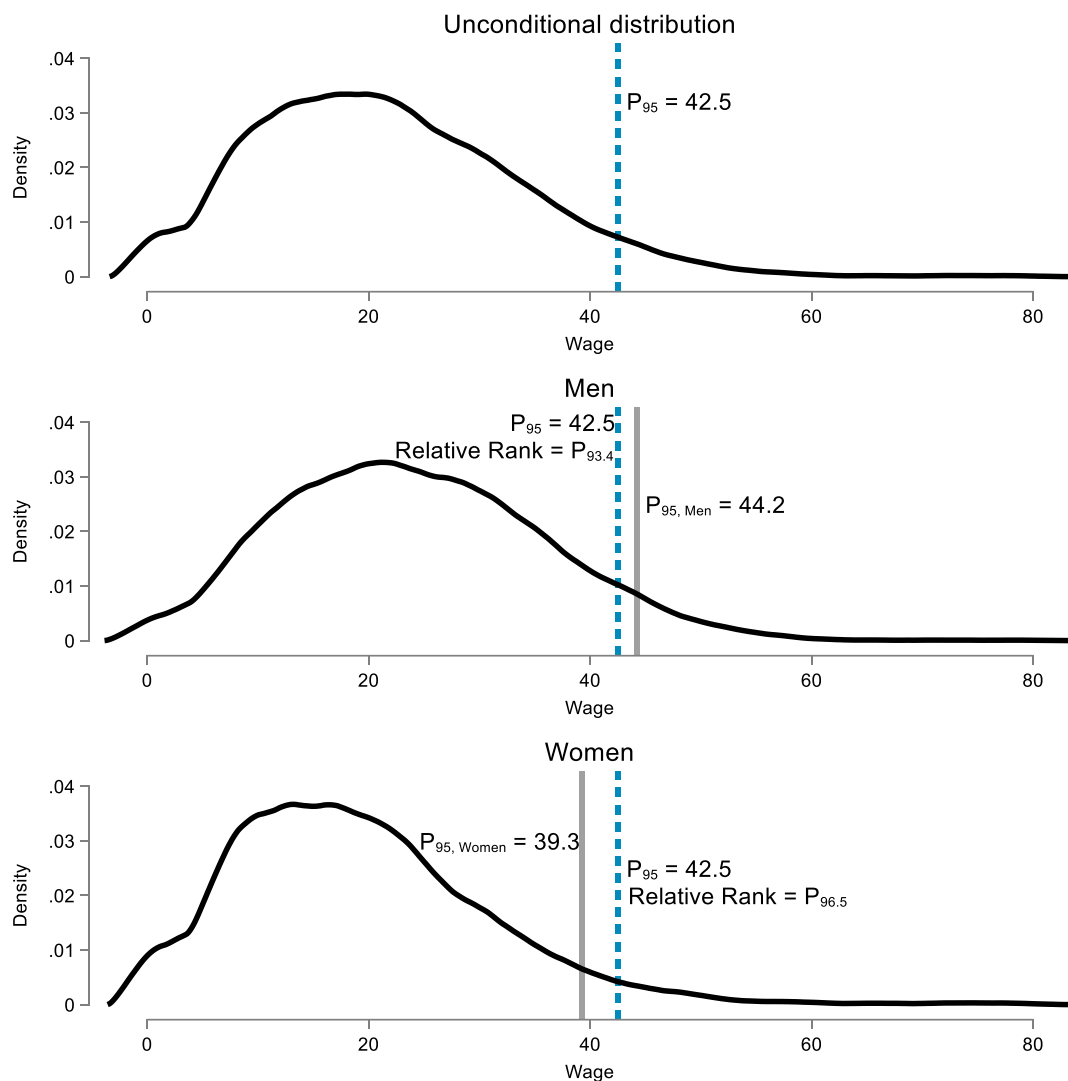 Unconditional distribution
.04
.03
.02
.01
0
Density
P95 = 42.5
0 20 40 60 80
Wage
Men
.04
.03
.02
.01
0
Density
P95 = 42.5
Relative Rank = P93.4
P95, Men = 44.2
0 20 40 60 80
Wage
Women
.04
.03
.02
.01
0
Density
P95, Women = 39.3
P95 = 42.5
Relative Rank = P96.5
0 20 40 60 80
Wage